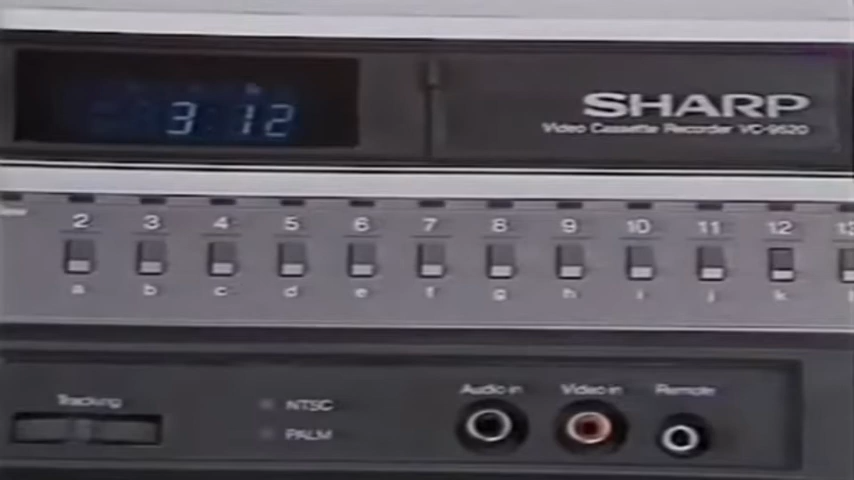 3 12
SHARP
Video Cassette Recorder VC-9520
2 3 4 5 6 7 8 9 10 11 12
a b c d e f g h i j k
Tracking
NTSC
PALM
Audio in Video in Remote